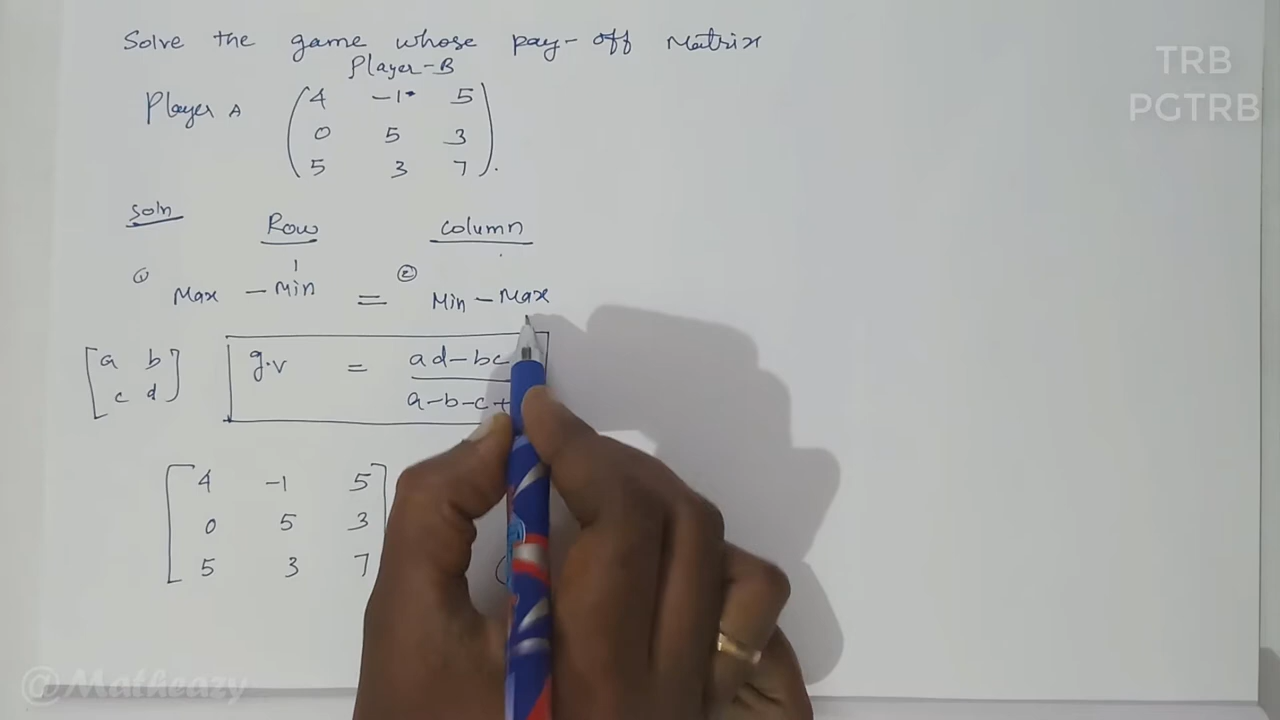 Solve the game whose pay-off Matrix
Player-B
Player A
4 -1 5
0 5 3
5 3 7.
Soln
Row Column
① Max - Min = ② Min - Max
a b
c d
g.v = ad-bc
a-b-c+
4 -1 5
0 5 3
5 3 7
TRB
PGTRB
@Matheazy